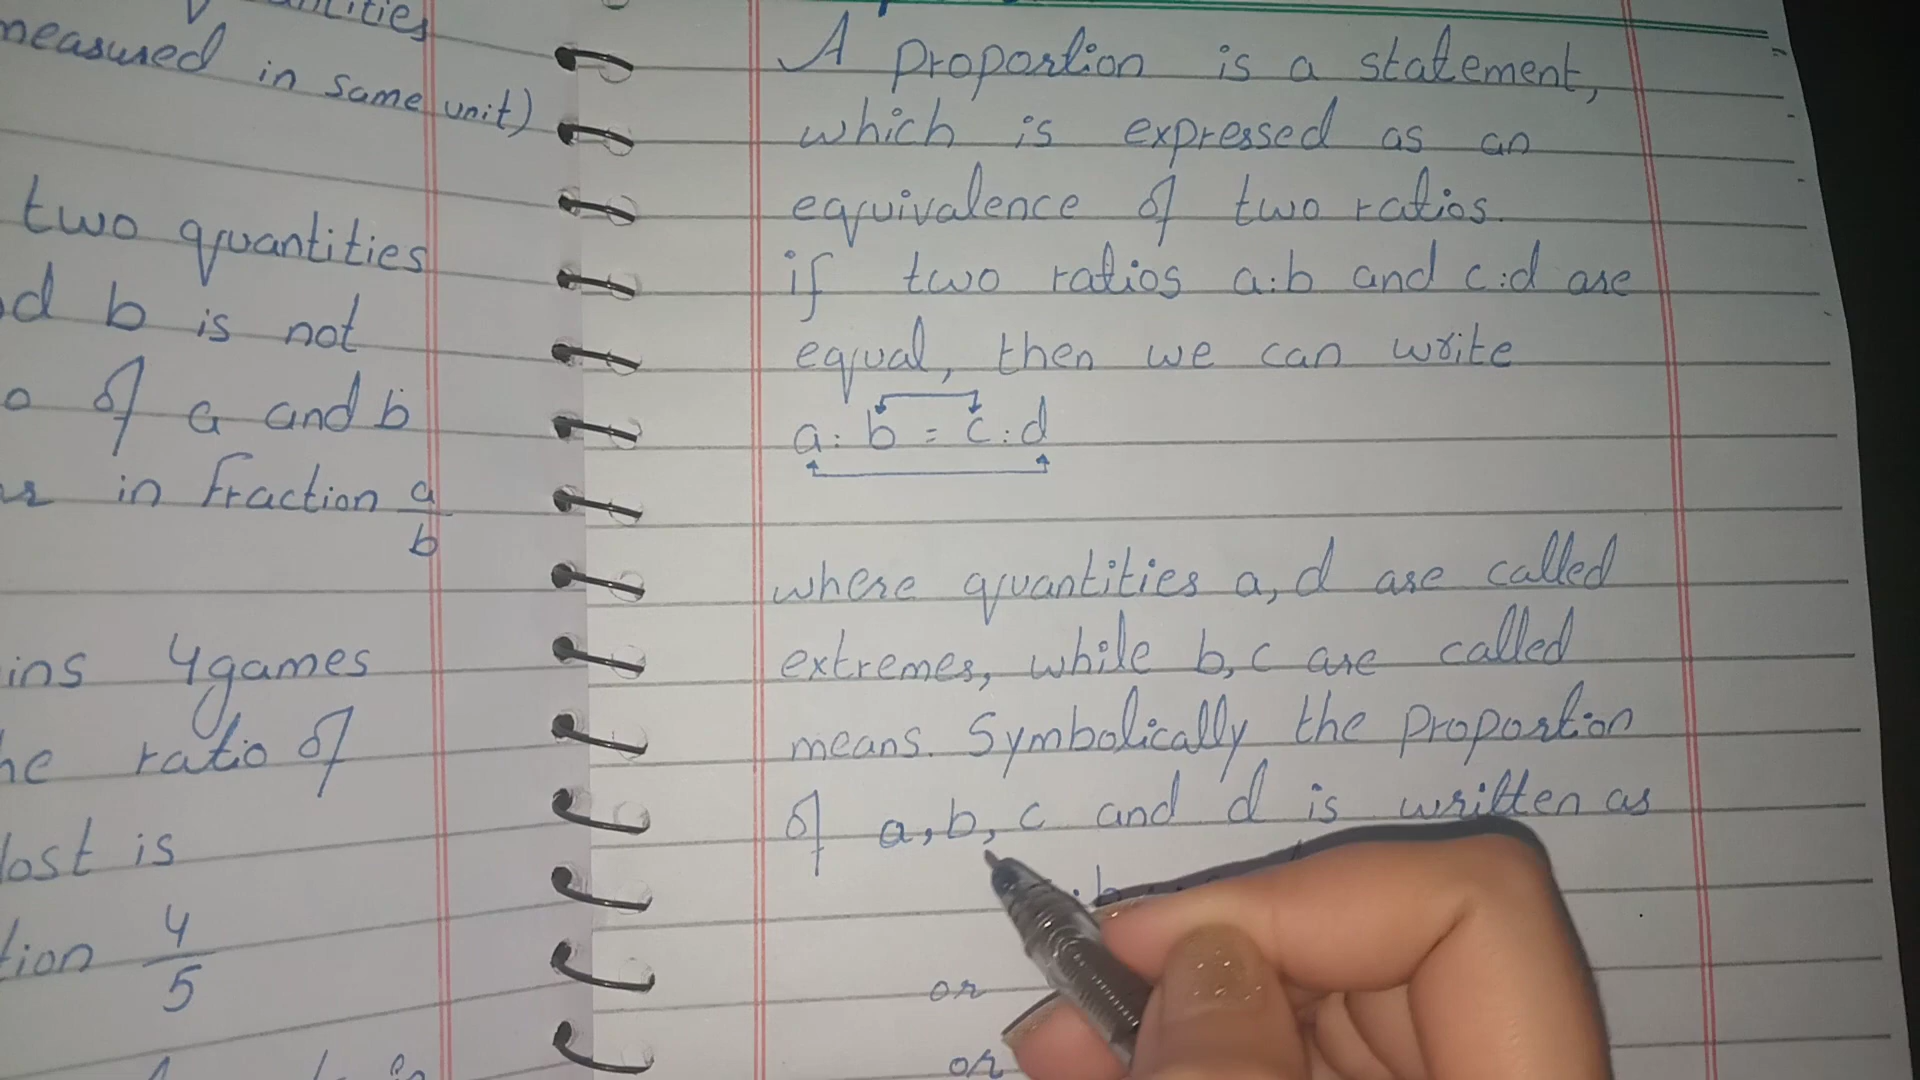 measured in same unit)
two quantities
b is not
of a and b
in fraction a
b
4games
ratio of
lost is
4
5
A proportion is a statement,
which is expressed as an
equivalence of two ratios.
if two ratios a:b and c:d are
equal, then we can write
a:b = c:d
where quantities a,d are called
extremes, while b,c are called
means. Symbolically the proportion
of a,b,c and d is written as
or
or